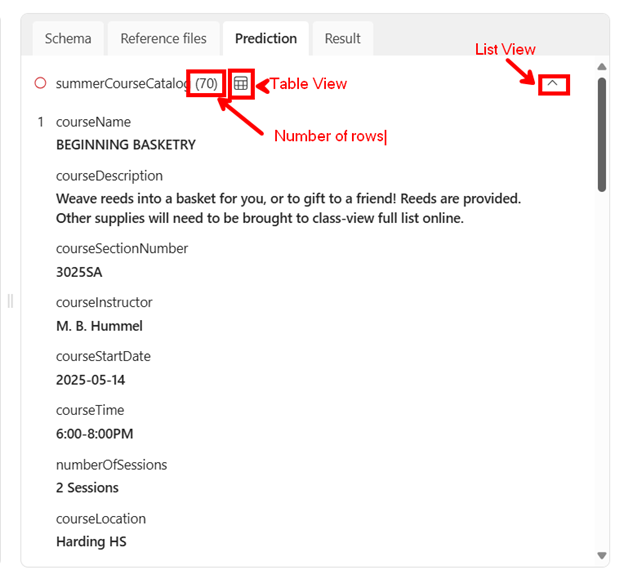 Schema Reference files Prediction Result
List View
summerCourseCatalog (70) Table View
Number of rows
1 courseName
BEGINNING BASKETRY
courseDescription
Weave reeds into a basket for you, or to gift to a friend! Reeds are provided.
Other supplies will need to be brought to class-view full list online.
courseSectionNumber
3025SA
courseInstructor
M. B. Hummel
courseStartDate
2025-05-14
courseTime
6:00-8:00PM
numberOfSessions
2 Sessions
courseLocation
Harding HS